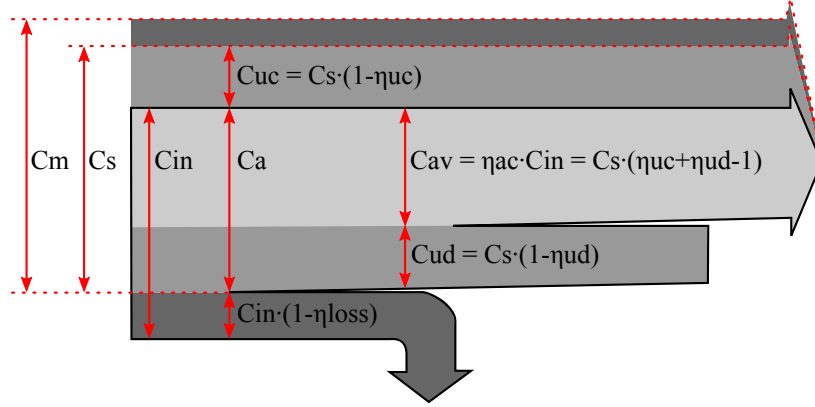 Cuc = Cs·(1-ηuc)
Cm
Cs
Cin
Ca
Cav = ηac·Cin = Cs·(ηuc+ηud-1)
Cud = Cs·(1-ηud)
Cin·(1-ηloss)